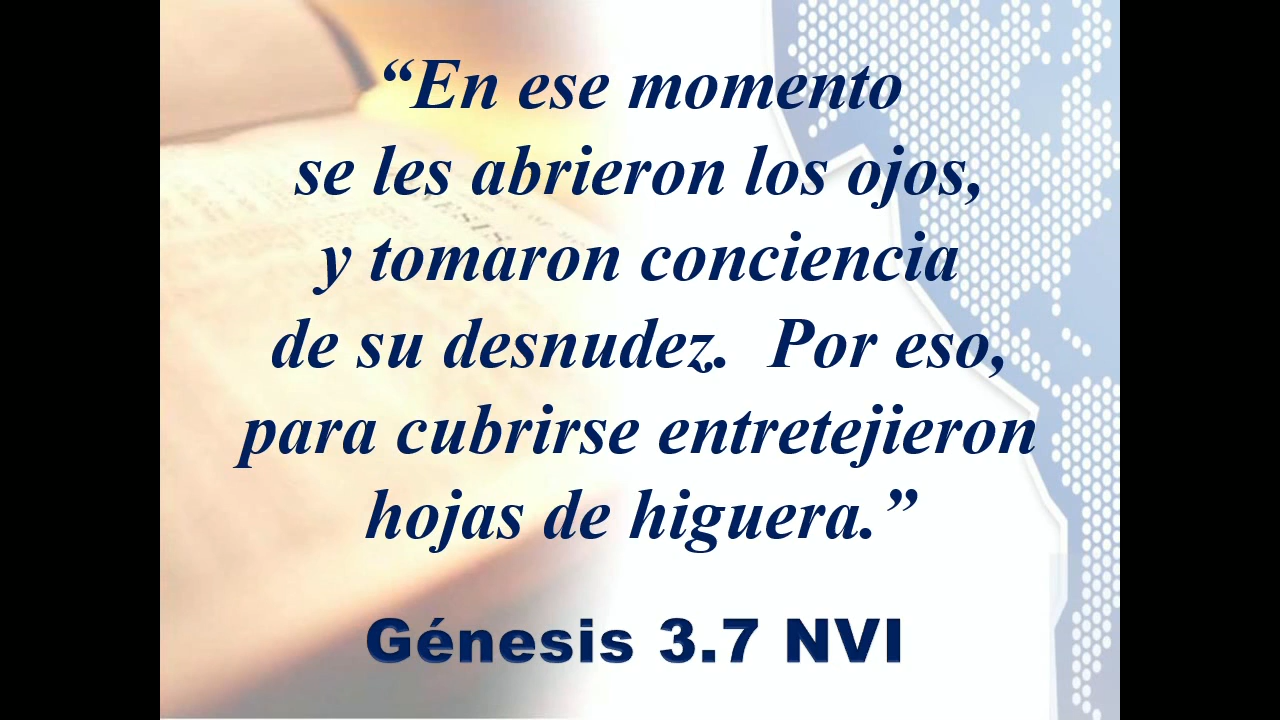 “En ese momento
se les abrieron los ojos,
y tomaron conciencia
de su desnudez.  Por eso,
para cubrirse entretejieron
hojas de higuera.”
Génesis 3.7 NVI